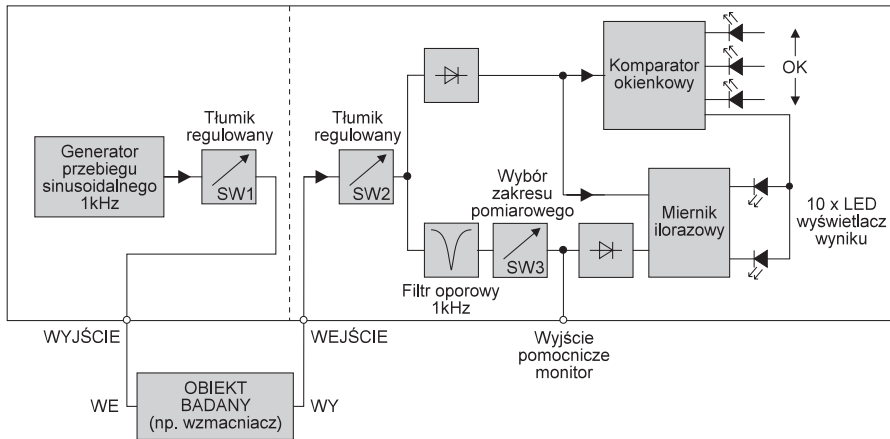 Generator
przebiegu
sinusoidalnego
1kHz
Tłumik
regulowany
SW1
Tłumik
regulowany
SW2
Komparator
okienkowy
OK
Wybór
zakresu
pomiarowego
SW3
Filtr oporowy
1kHz
Miernik
ilorazowy
10 x LED
wyświetlacz
wyniku
WYJŚCIE
WEJŚCIE
Wyjście
pomocnicze
monitor
WE
OBIEKT
BADANY
(np. wzmacniacz)
WY